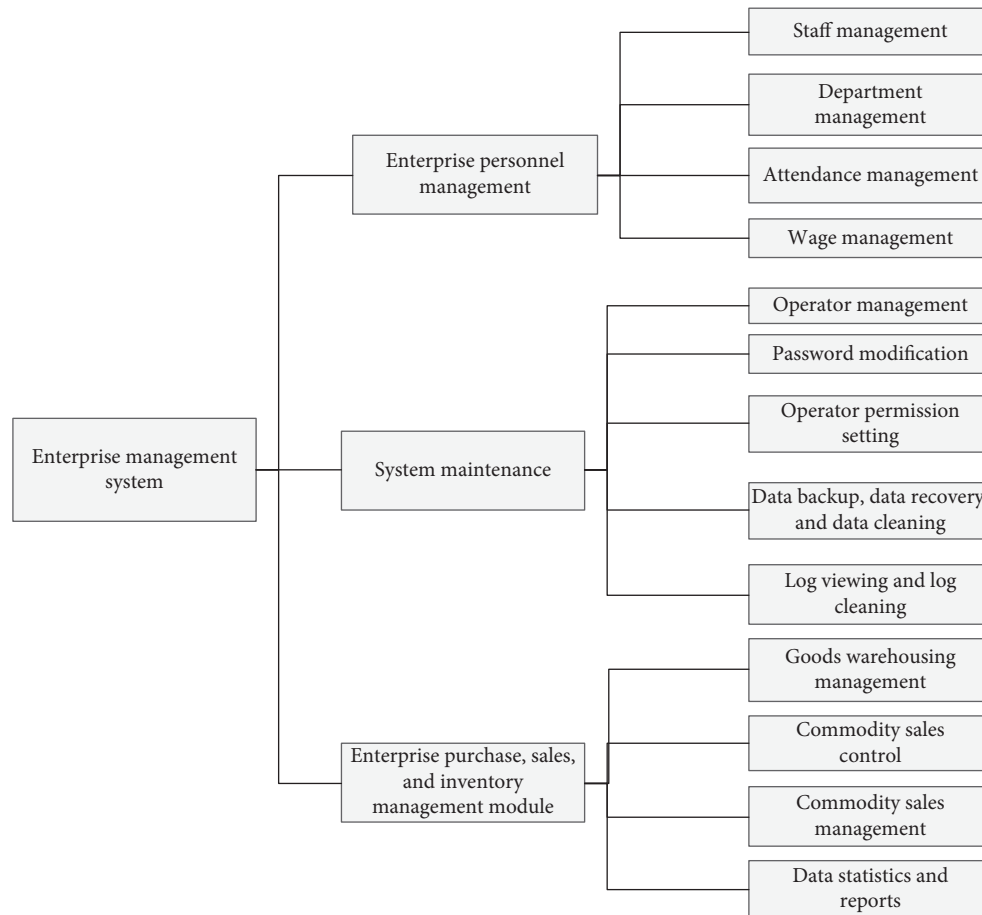 Staff management
Department
management
Enterprise personnel
management
Attendance management
Wage management
Operator management
Password modification
Operator permission
setting
Enterprise management
system
System maintenance
Data backup, data recovery
and data cleaning
Log viewing and log
cleaning
Goods warehousing
management
Commodity sales
control
Enterprise purchase, sales,
and inventory
management module
Commodity sales
management
Data statistics and
reports